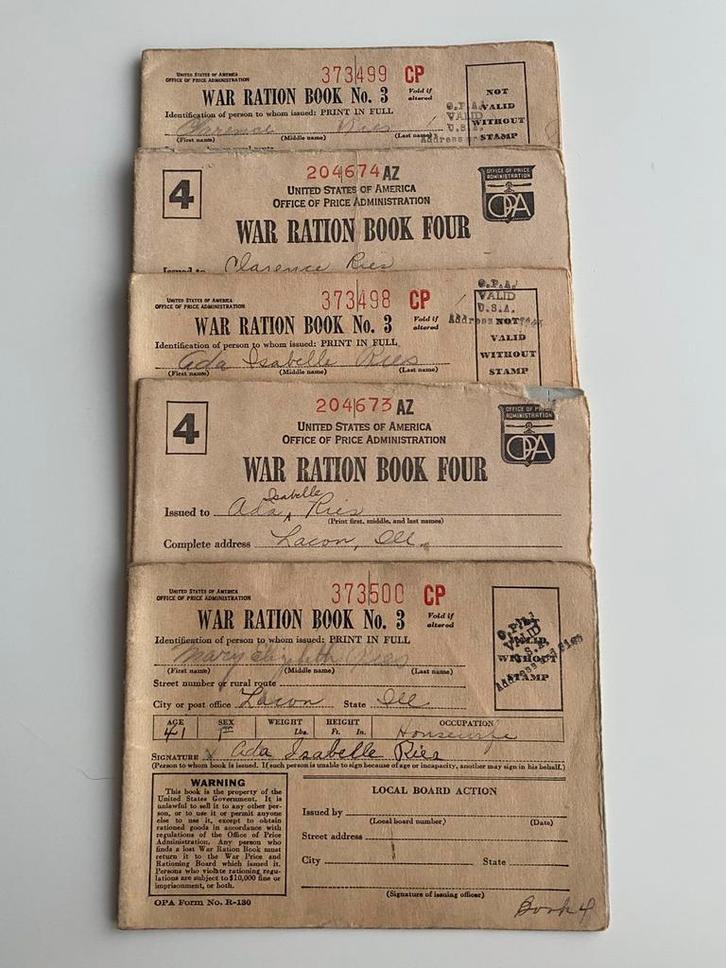 UNITED STATES OF AMERICA
OFFICE OF PRICE ADMINISTRATION
373499 CP
WAR RATION BOOK No. 3
Void if
altered
Identification of person to whom issued: PRINT IN FULL
Clarence Ries
(First name) (Middle name) (Last name)
NOT
VALID
WITHOUT
STAMP
O.P.A.
VALID
U.S.A.
Address
4
204674 AZ
UNITED STATES OF AMERICA
OFFICE OF PRICE ADMINISTRATION
WAR RATION BOOK FOUR
OFFICE OF PRICE
ADMINISTRATION
OPA
Issued to Clarence Ries
UNITED STATES OF AMERICA
OFFICE OF PRICE ADMINISTRATION
373498 CP
WAR RATION BOOK No. 3
Void if
altered
Identification of person to whom issued: PRINT IN FULL
Ada Isabelle Ries
(First name) (Middle name) (Last name)
O.P.A.
VALID
U.S.A.
Address
NOT
VALID
WITHOUT
STAMP
4
204673 AZ
UNITED STATES OF AMERICA
OFFICE OF PRICE ADMINISTRATION
WAR RATION BOOK FOUR
OFFICE OF PRICE
ADMINISTRATION
OPA
Isabelle
Issued to Ada Ries
(Print first, middle, and last names)
Complete address Lacon, Ill.
UNITED STATES OF AMERICA
OFFICE OF PRICE ADMINISTRATION
373500 CP
WAR RATION BOOK No. 3
Void if
altered
Identification of person to whom issued: PRINT IN FULL
Mary Elizabeth Ries
(First name) (Middle name) (Last name)
Street number or rural route
City or post office Lacon State Ill
NOT
VALID
WITHOUT
STAMP
AGE SEX WEIGHT HEIGHT OCCUPATION
41 F Lbs. Ft. In. Housewife
SIGNATURE X Ada Isabelle Ries
(Person to whom book is issued. If such person is unable to sign because of age or incapacity, another may sign in his behalf.)
WARNING
This book is the property of the
United States Government. It is
unlawful to sell it to any other per-
son, or to use it or permit anyone
else to use it, except to obtain
rationed goods in accordance with
regulations of the Office of Price
Administration. Any person who
finds a lost War Ration Book must
return it to the War Price and
Rationing Board which issued it.
Persons who violate rationing regu-
lations are subject to $10,000 fine or
imprisonment, or both.
LOCAL BOARD ACTION
Issued by
(Local board number) (Date)
Street address
City State
(Signature of issuing officer)
OPA Form No. R-130
Book 4